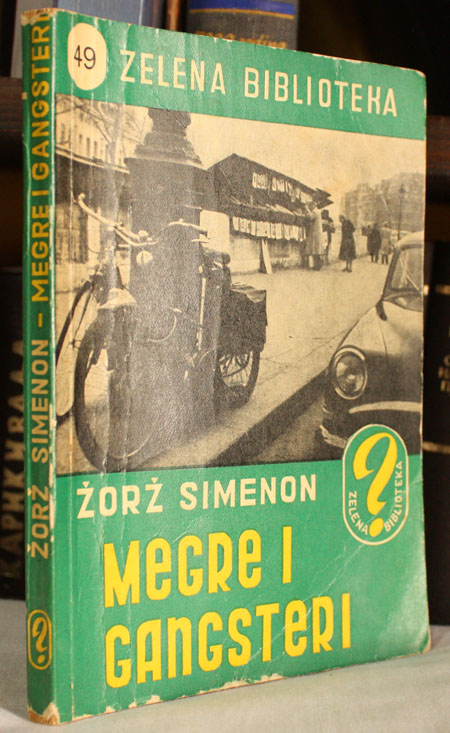 49
ZELENA BIBLIOTEKA
ŽORŽ SIMENON
MEGRE I
GANGSTERI
?
ZELENA
BIBLIOTEKA
ŽORŽ SIMENON – MEGRE I GANGSTERI
?